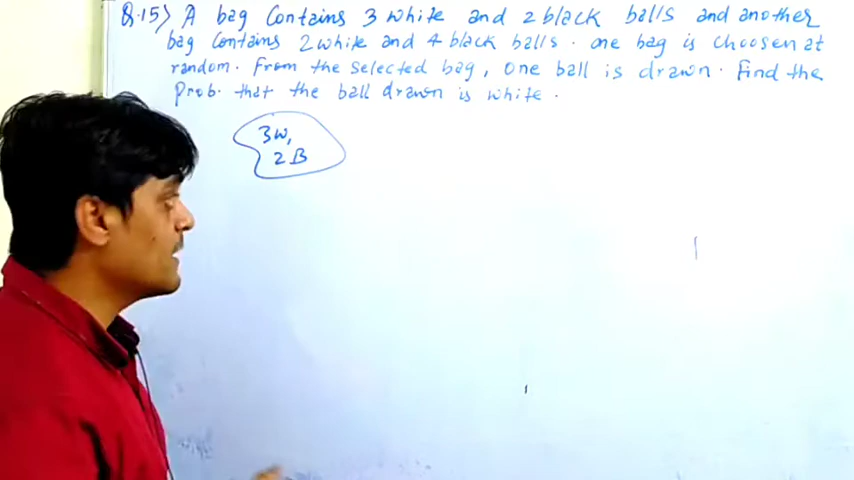 Q.15) A bag contains 3 white and 2 black balls and another
bag contains 2 white and 4 black balls. one bag is choosen at
random. from the selected bag, one ball is drawn. Find the
Prob. that the ball drawn is white.
3W,
2B